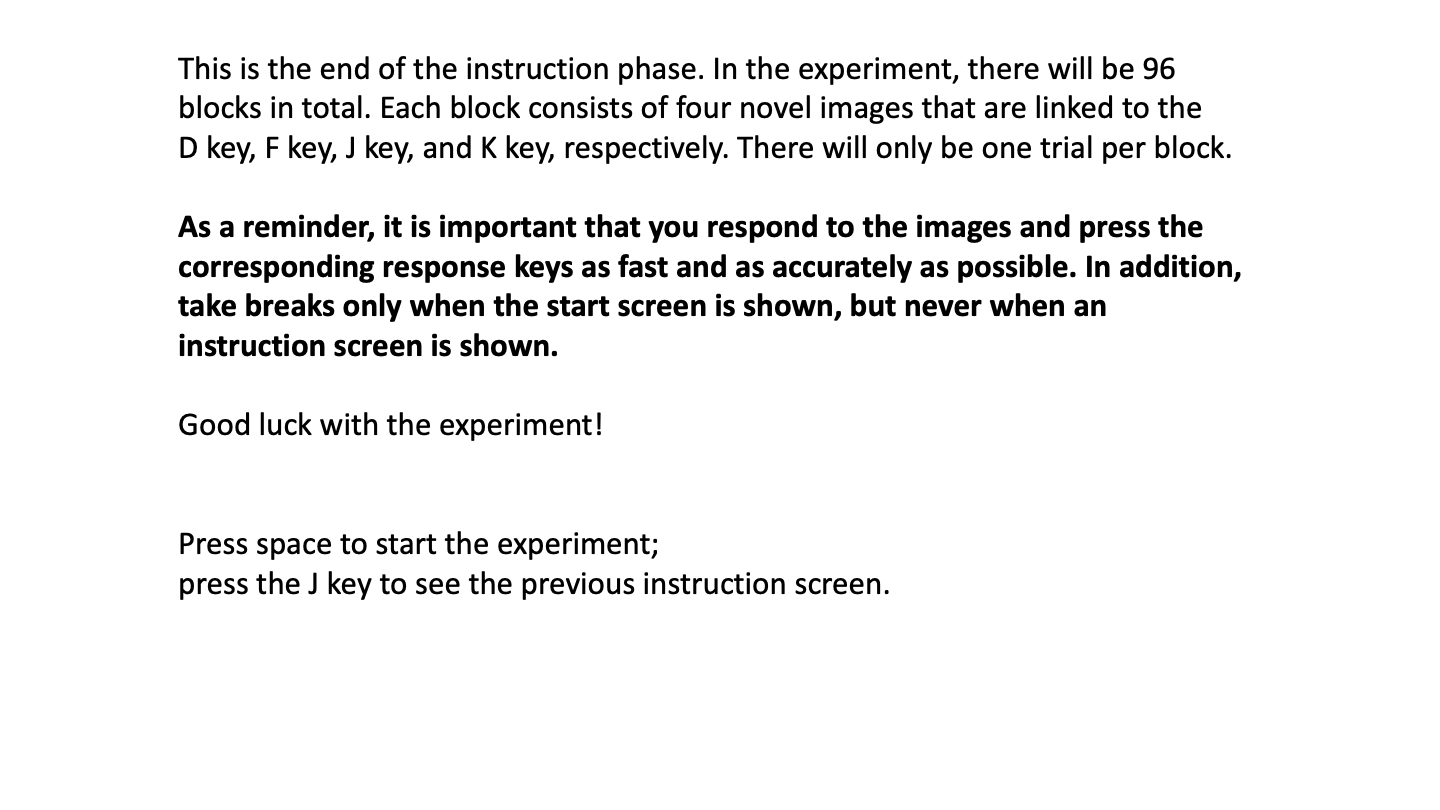 This is the end of the instruction phase. In the experiment, there will be 96
blocks in total. Each block consists of four novel images that are linked to the
D key, F key, J key, and K key, respectively. There will only be one trial per block.
As a reminder, it is important that you respond to the images and press the
corresponding response keys as fast and as accurately as possible. In addition,
take breaks only when the start screen is shown, but never when an
instruction screen is shown.
Good luck with the experiment!
Press space to start the experiment;
press the J key to see the previous instruction screen.